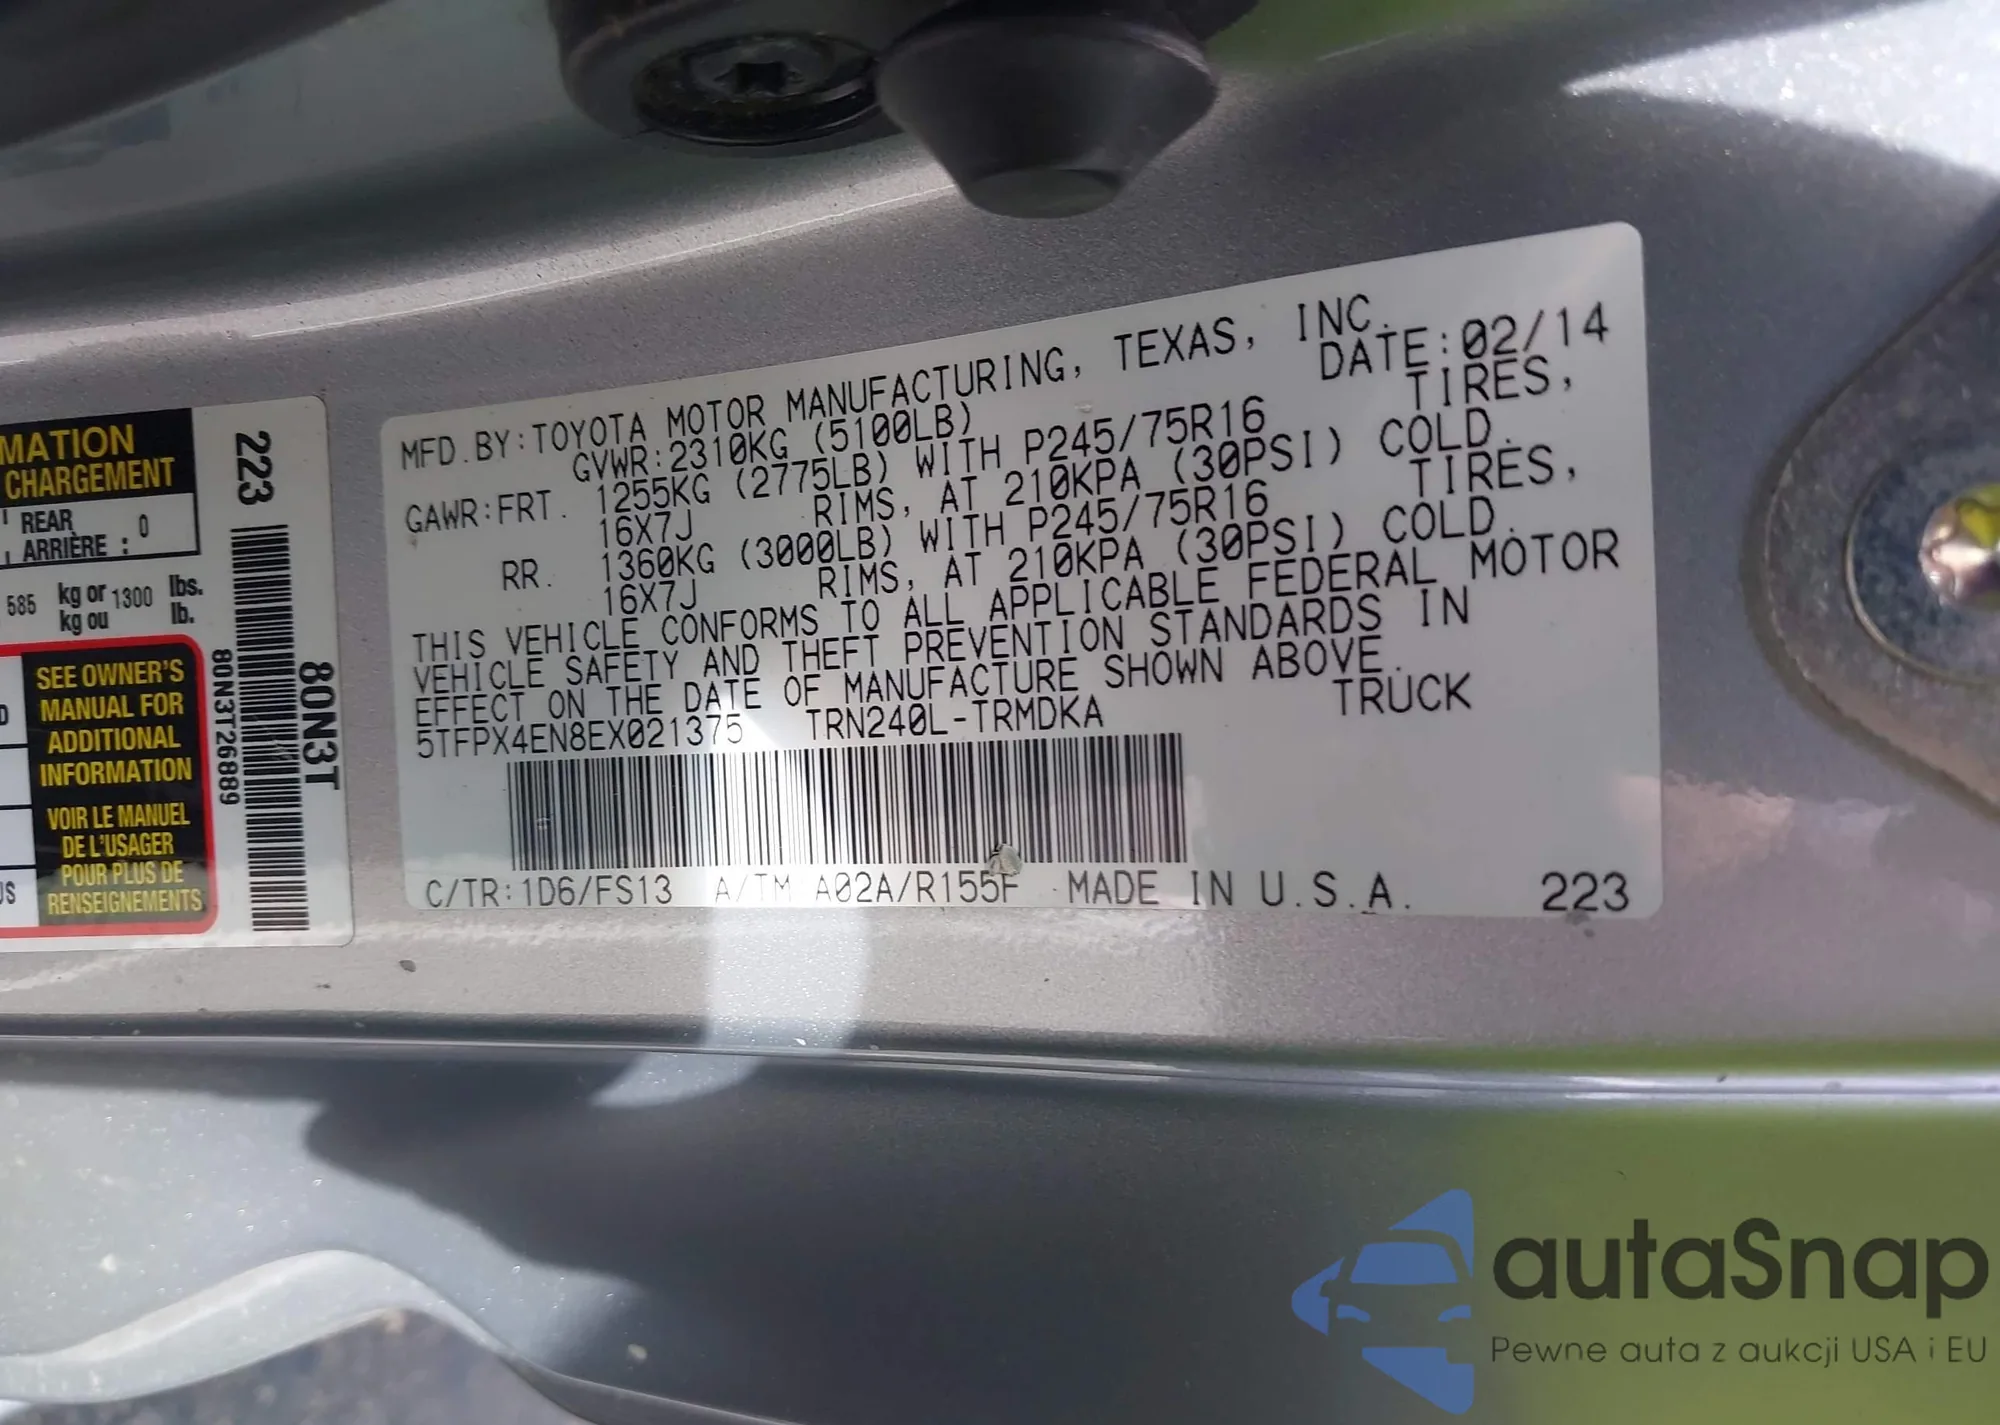 MATION
CHARGEMENT
REAR
ARRIÈRE : 0
585 kg or 1300 lbs.
kg ou lb.
SEE OWNER'S
MANUAL FOR
ADDITIONAL
INFORMATION
VOIR LE MANUEL
DE L'USAGER
POUR PLUS DE
RENSEIGNEMENTS
223
80N3T26889
80N3T
MFD.BY:TOYOTA MOTOR MANUFACTURING, TEXAS, INC.
GVWR:2310KG (5100LB) DATE:02/14
GAWR:FRT. 1255KG (2775LB) WITH P245/75R16 TIRES,
16X7J RIMS, AT 210KPA (30PSI) COLD.
RR. 1360KG (3000LB) WITH P245/75R16 TIRES,
16X7J RIMS, AT 210KPA (30PSI) COLD.
THIS VEHICLE CONFORMS TO ALL APPLICABLE FEDERAL MOTOR
VEHICLE SAFETY AND THEFT PREVENTION STANDARDS IN
EFFECT ON THE DATE OF MANUFACTURE SHOWN ABOVE.
5TFPX4EN8EX021375 TRN240L-TRMDKA TRUCK
C/TR:1D6/FS13 A/TM A02A/R155F MADE IN U.S.A. 223
autaSnap
Pewne auta z aukcji USA i EU